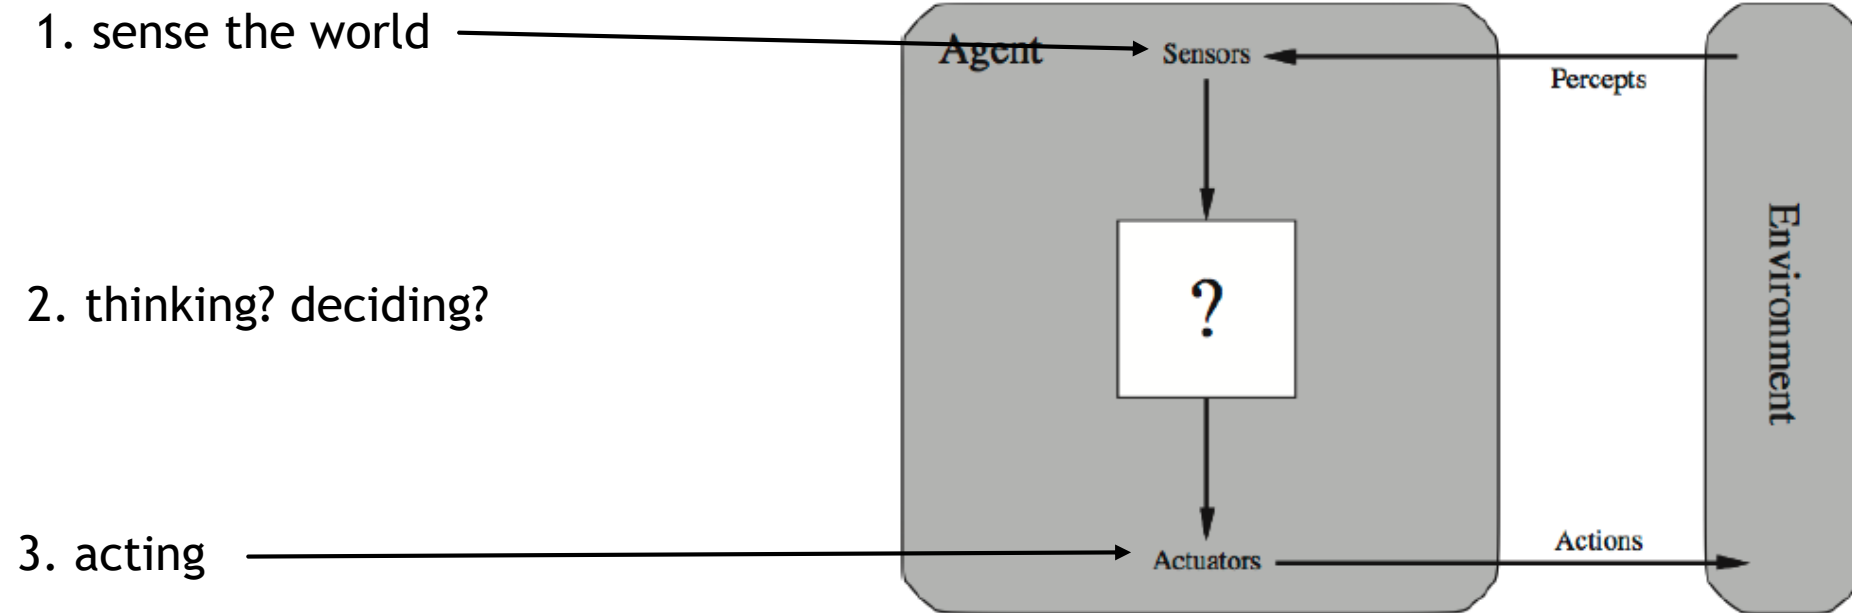 1. sense the world
Agent
Sensors
Percepts
Environment
2. thinking? deciding?
?
3. acting
Actions
Actuators